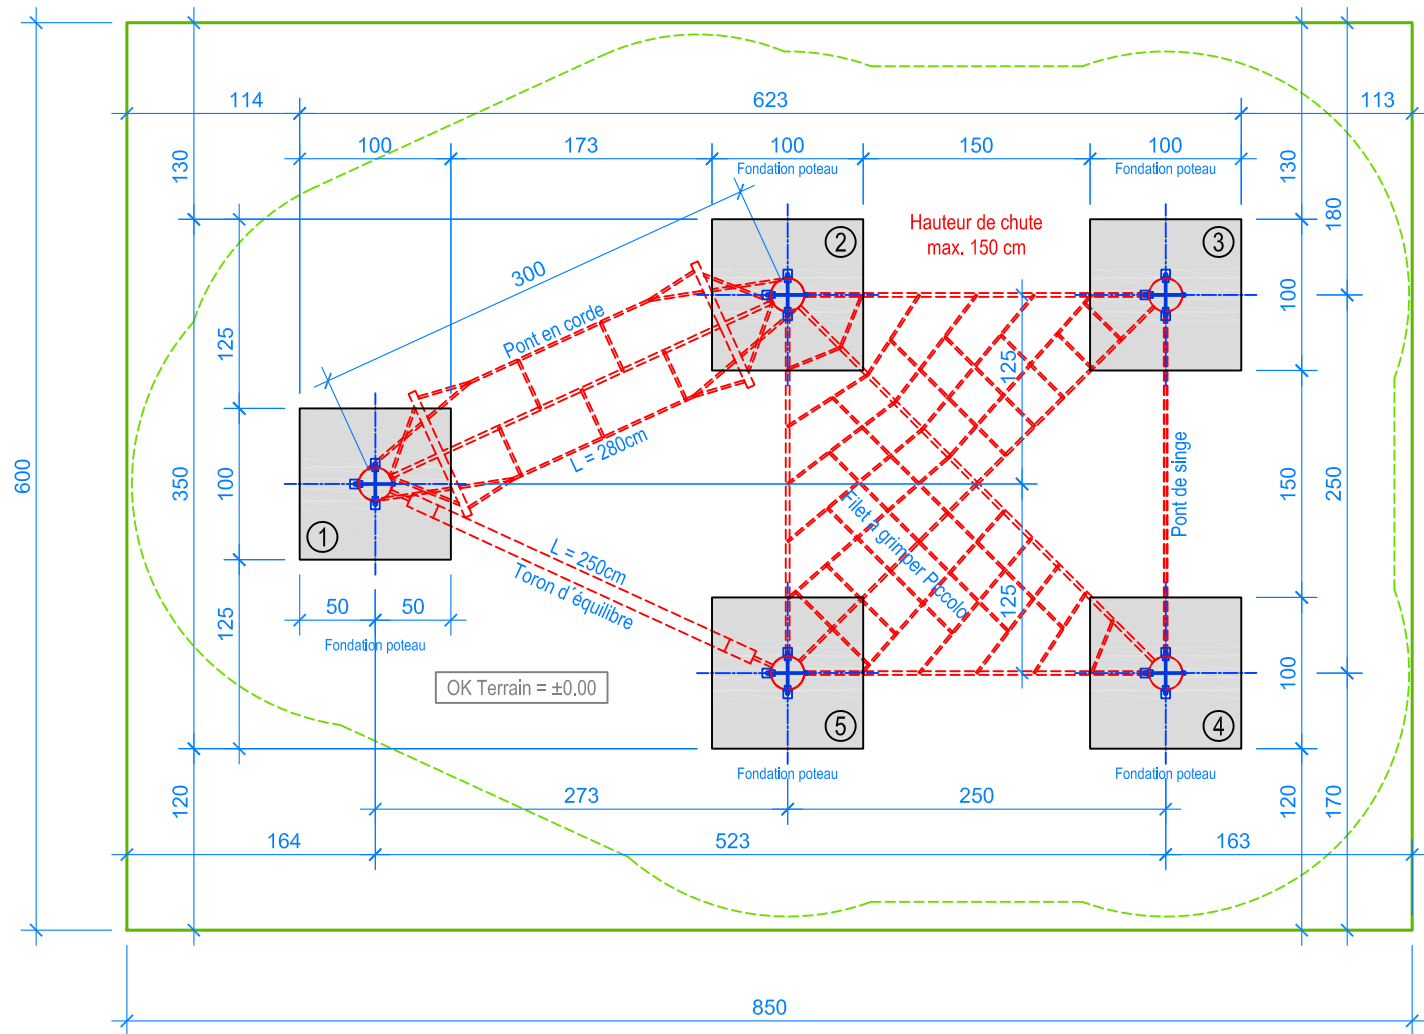 114
623
113
100
173
100
150
100
Fondation poteau
Fondation poteau
130
130
180
Hauteur de chute
max. 150 cm
2
3
300
Pont en corde
L = 280cm
125
100
125
350
600
100
125
150
250
Pont de singe
Filet à grimper Piccolo
1
L = 250cm
Toron d´équilibre
50
50
Fondation poteau
125
125
100
OK Terrain = ±0,00
5
4
Fondation poteau
Fondation poteau
120
273
250
120
170
164
523
163
850